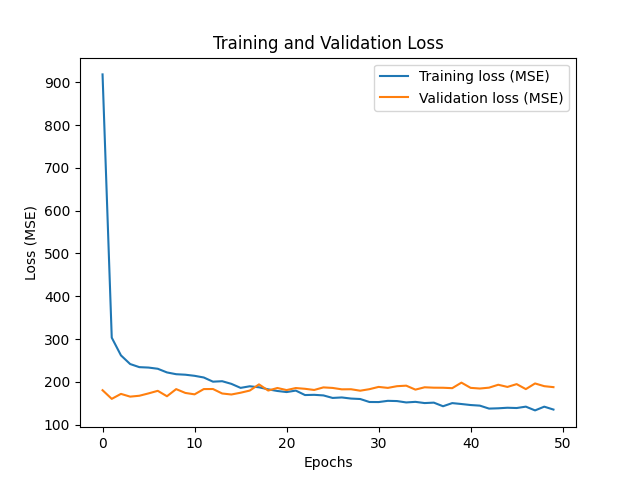 Training and Validation Loss
Training loss (MSE)
Validation loss (MSE)
900
800
700
600
500
400
300
200
100
Loss (MSE)
0 10 20 30 40 50
Epochs